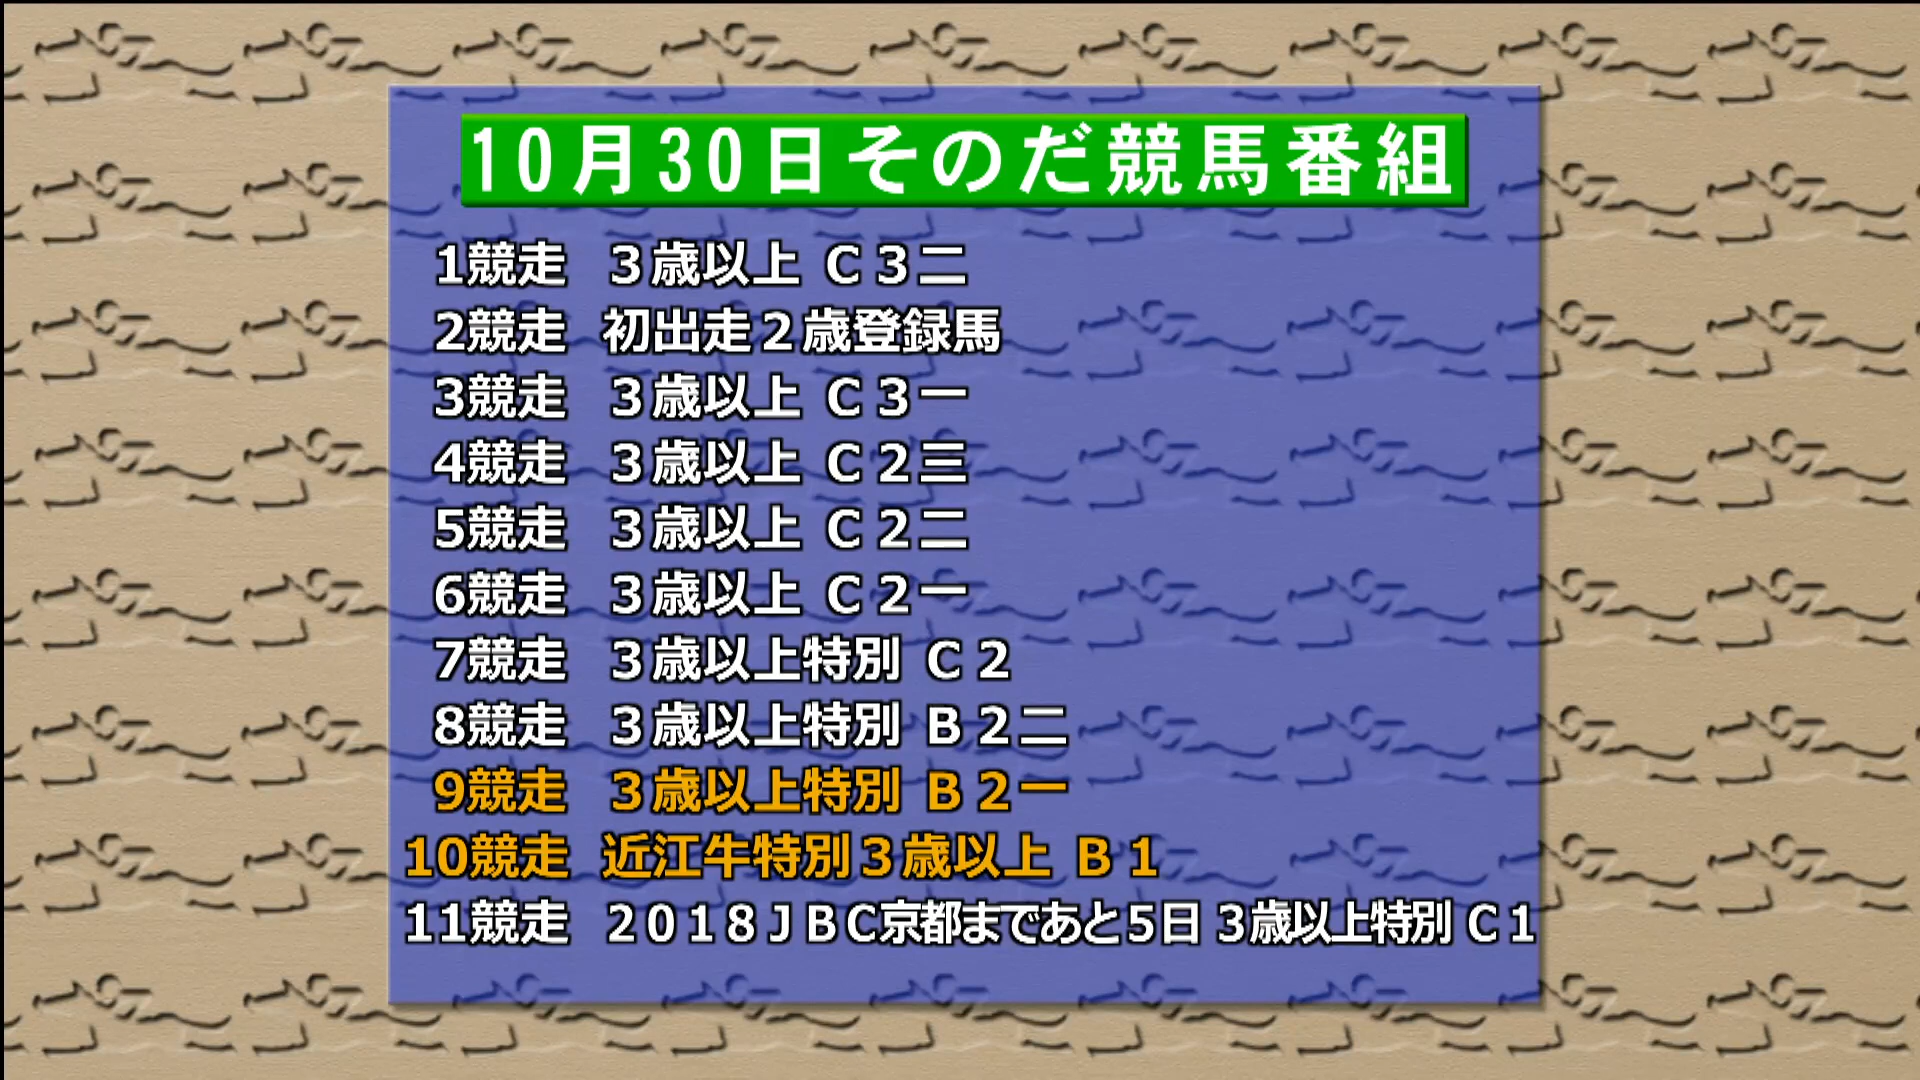 10月30日そのだ競馬番組
1競走 3歳以上 C3二
2競走 初出走2歳登録馬
3競走 3歳以上 C3一
4競走 3歳以上 C2三
5競走 3歳以上 C2二
6競走 3歳以上 C2一
7競走 3歳以上特別 C2
8競走 3歳以上特別 B2二
9競走 3歳以上特別 B2一
10競走 近江牛特別3歳以上 B1
11競走 2018JBC京都まであと5日 3歳以上特別 C1